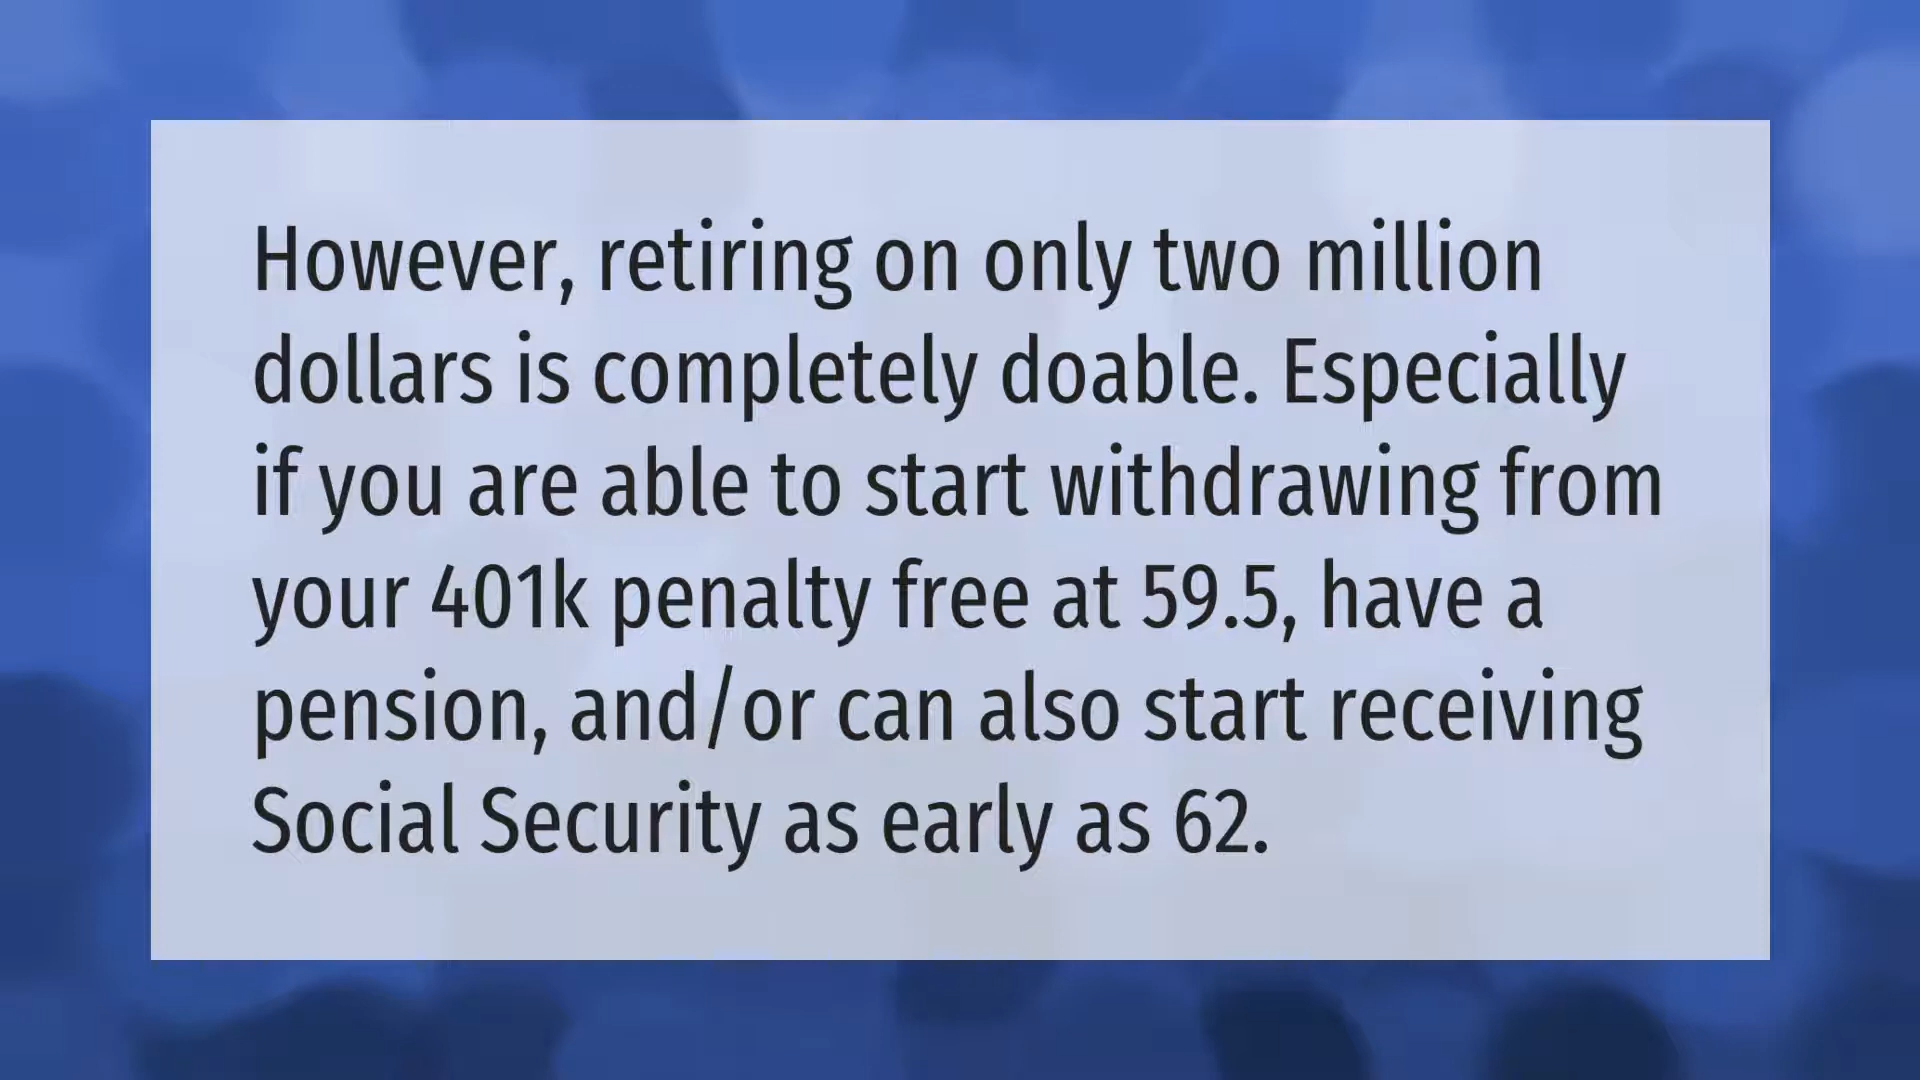 However, retiring on only two million
dollars is completely doable. Especially
if you are able to start withdrawing from
your 401k penalty free at 59.5, have a
pension, and/or can also start receiving
Social Security as early as 62.